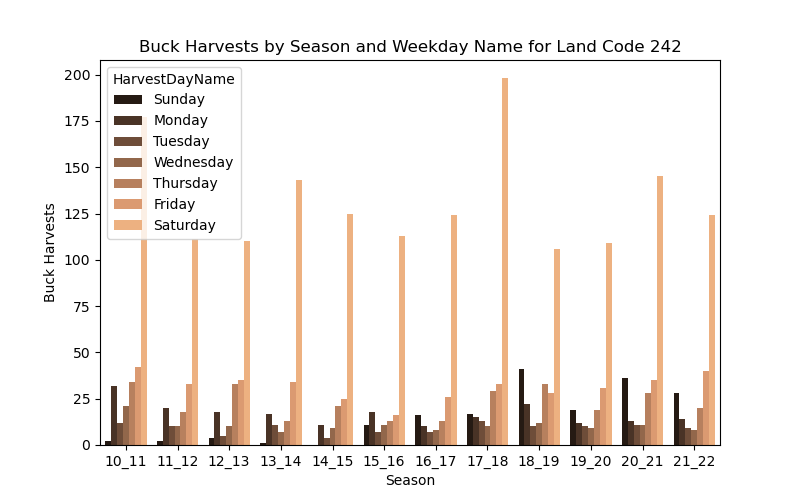 Buck Harvests by Season and Weekday Name for Land Code 242
HarvestDayName
Sunday
Monday
Tuesday
Wednesday
Thursday
Friday
Saturday
200
175
150
125
100
75
50
25
0
Buck Harvests
10_11 11_12 12_13 13_14 14_15 15_16 16_17 17_18 18_19 19_20 20_21 21_22
Season